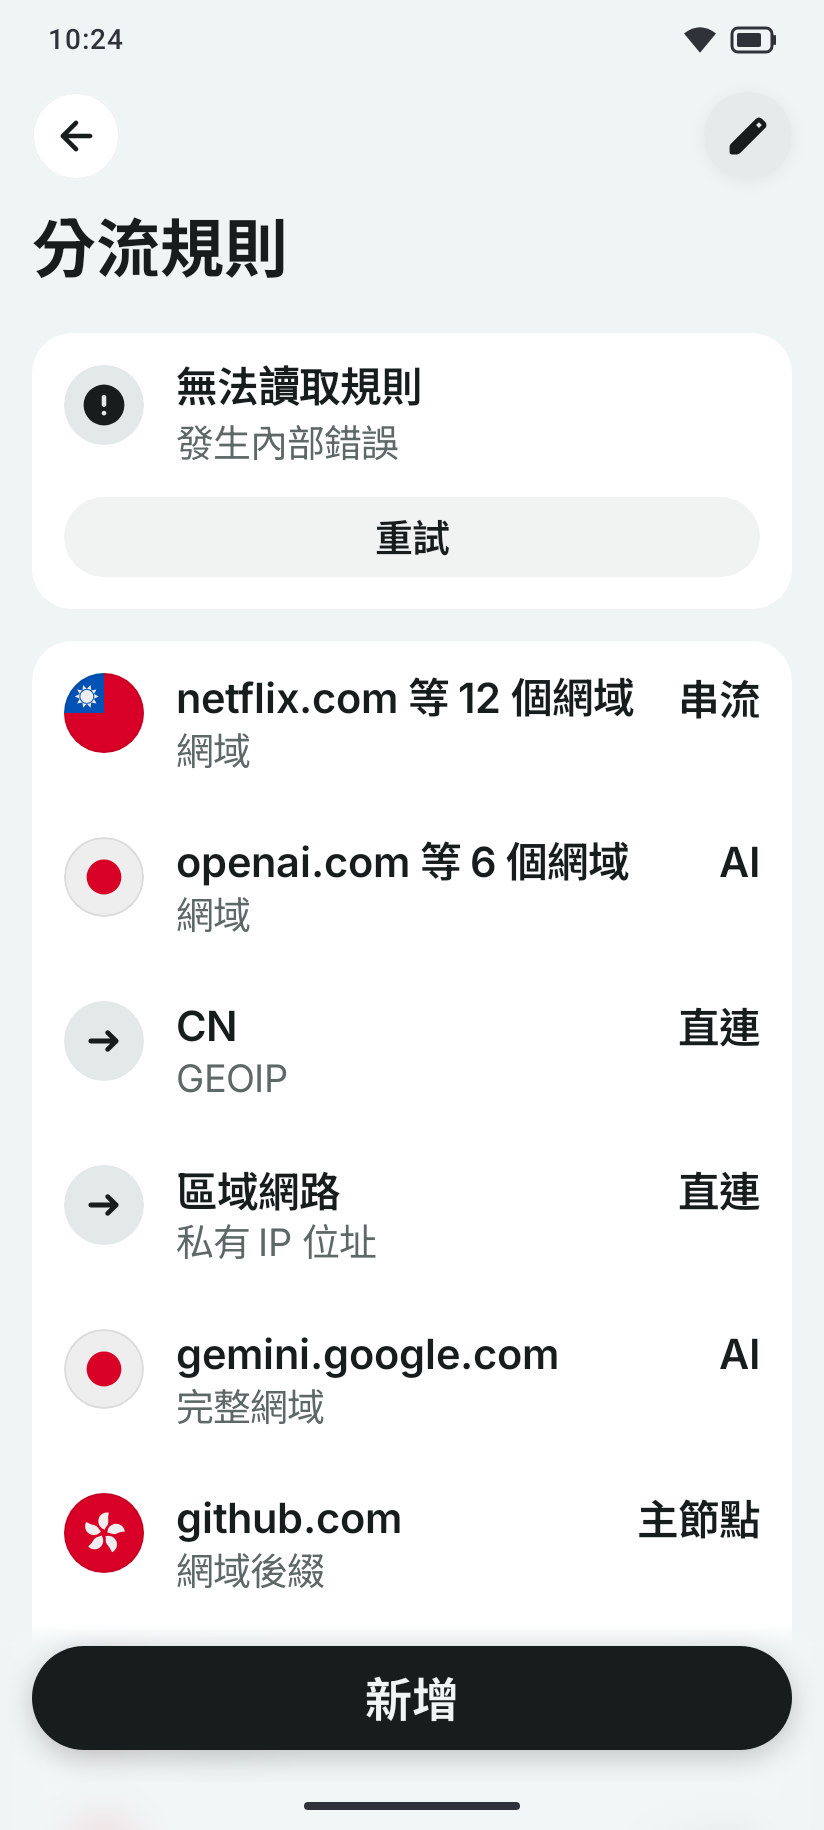 10:24
分流規則
無法讀取規則
發生內部錯誤
重試
netflix.com 等 12 個網域 串流
網域
openai.com 等 6 個網域 AI
網域
CN 直連
GEOIP
區域網路 直連
私有 IP 位址
gemini.google.com AI
完整網域
github.com 主節點
網域後綴
新增